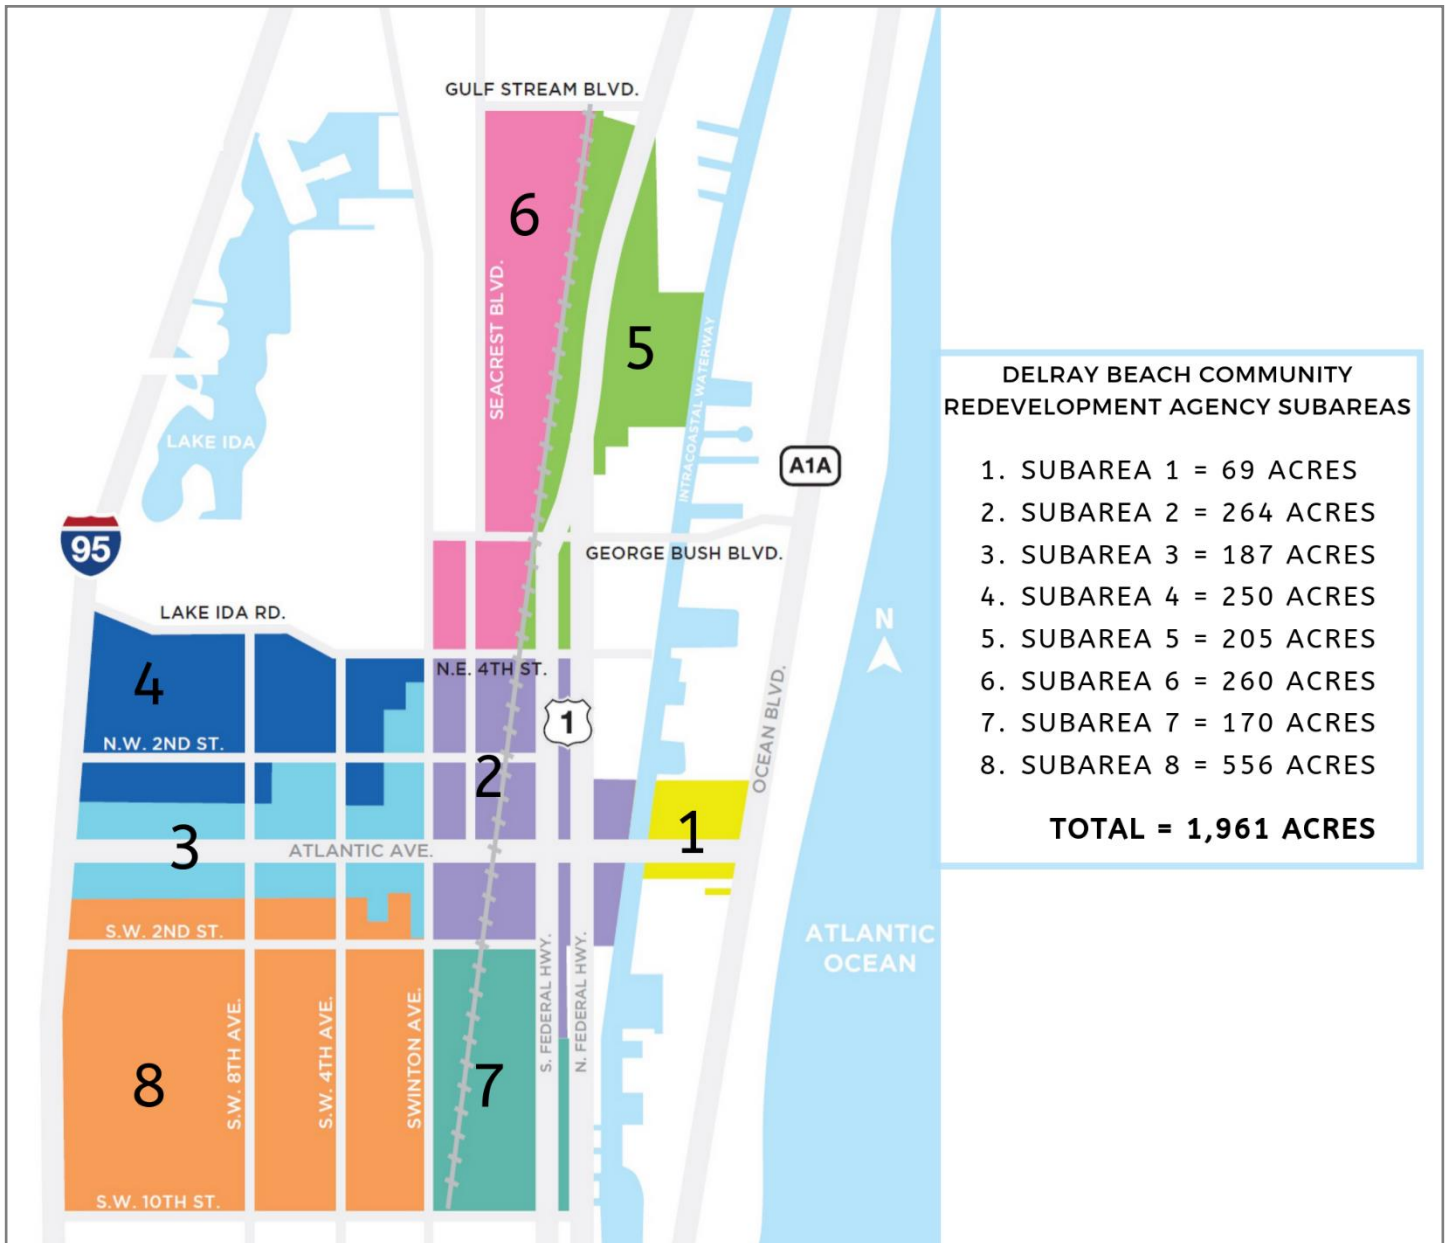 GULF STREAM BLVD.
6
SEACREST BLVD.
5
INTRACOASTAL WATERWAY
LAKE IDA
A1A
95
GEORGE BUSH BLVD.
LAKE IDA RD.
N
N.E. 4TH ST.
4
1
N.W. 2ND ST.
2
OCEAN BLVD.
3
ATLANTIC AVE.
1
S.W. 2ND ST.
ATLANTIC
OCEAN
S. FEDERAL HWY.
N. FEDERAL HWY.
8
S.W. 8TH AVE.
S.W. 4TH AVE.
SWINTON AVE.
7
S.W. 10TH ST.
DELRAY BEACH COMMUNITY
REDEVELOPMENT AGENCY SUBAREAS
1. SUBAREA 1 = 69 ACRES
2. SUBAREA 2 = 264 ACRES
3. SUBAREA 3 = 187 ACRES
4. SUBAREA 4 = 250 ACRES
5. SUBAREA 5 = 205 ACRES
6. SUBAREA 6 = 260 ACRES
7. SUBAREA 7 = 170 ACRES
8. SUBAREA 8 = 556 ACRES
TOTAL = 1,961 ACRES